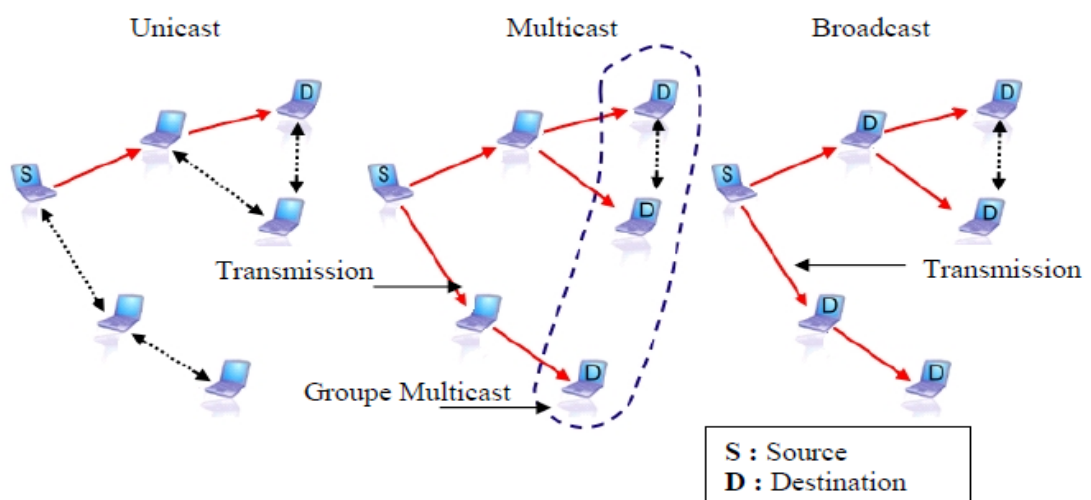 Unicast
Multicast
Broadcast
D
S
D
D
S
D
D
D
S
D
D
D
Transmission
Transmission
Groupe Multicast
S : Source
D : Destination